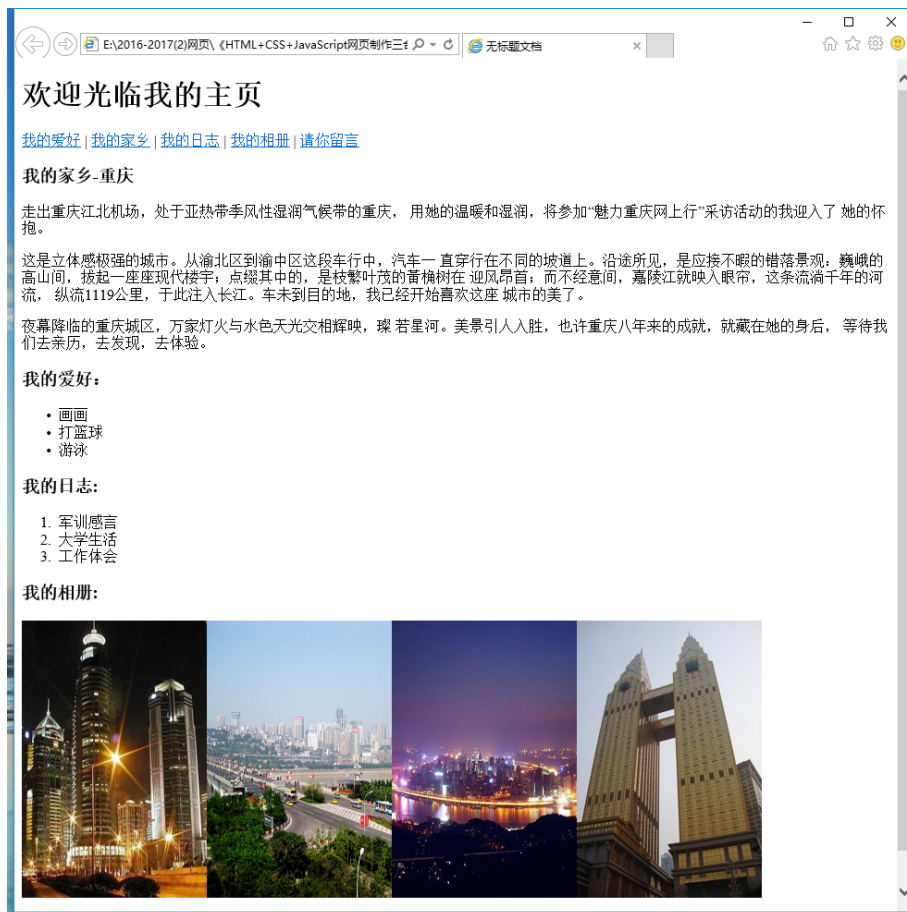 E:\2016-2017(2)网页\《HTML+CSS+JavaScript网页制作三合
无标题文档
欢迎光临我的主页
我的爱好 | 我的家乡 | 我的日志 | 我的相册 | 请你留言
我的家乡-重庆
走出重庆江北机场，处于亚热带季风性湿润气候带的重庆， 用她的温暖和湿润，将参加“魅力重庆网上行”采访活动的我迎入了 她的怀
抱。
这是立体感极强的城市。从渝北区到渝中区这段车行中，汽车一 直穿行在不同的坡道上。沿途所见，是应接不暇的错落景观：巍峨的
高山间，拔起一座座现代楼宇；点缀其中的，是枝繁叶茂的黃桷树在 迎风昂首；而不经意间，嘉陵江就映入眼帘，这条流淌千年的河
流， 纵流1119公里，于此注入长江。车未到目的地，我已经开始喜欢这座 城市的美了。
夜幕降临的重庆城区，万家灯火与水色天光交相辉映，璨 若星河。美景引人入胜，也许重庆八年来的成就，就藏在她的身后， 等待我
们去亲历，去发现，去体验。
我的爱好：
• 画画
• 打篮球
• 游泳
我的日志:
1. 军训感言
2. 大学生活
3. 工作体会
我的相册: